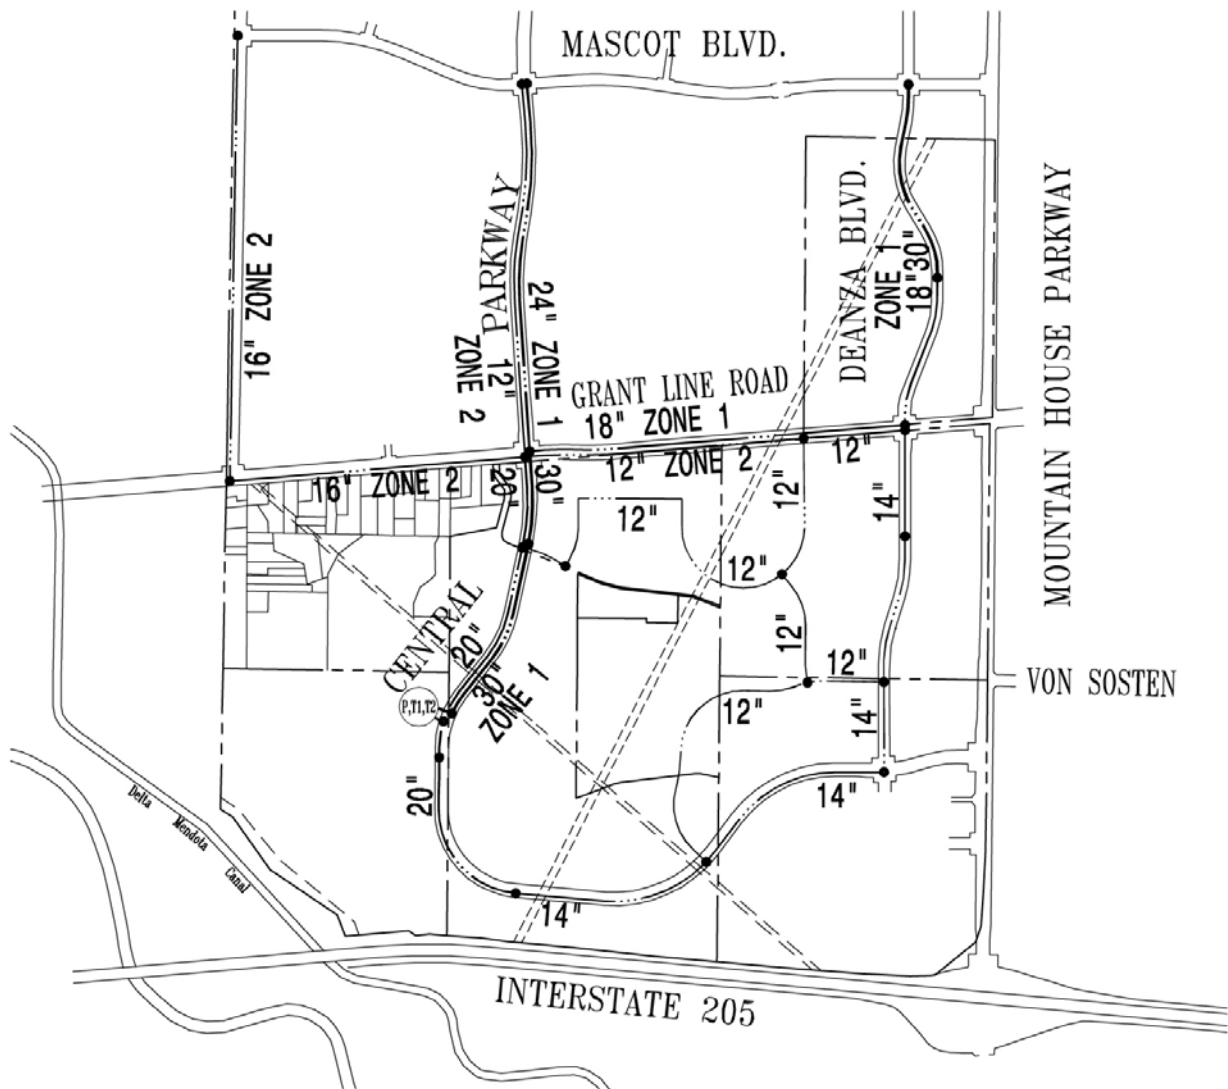 MASCOT BLVD.
PARKWAY
DEANZA BLVD.
ZONE 1
18"30"
MOUNTAIN HOUSE PARKWAY
16" ZONE 2
24" ZONE 1
12"
ZONE 2
GRANT LINE ROAD
18" ZONE 1
12" ZONE 2
12"
16" ZONE 2
20"
30"
12"
12"
14"
12"
12"
CENTRAL
20"
30"
ZONE 1
12"
VON SOSTEN
P,T1,T2
12"
14"
20"
14"
Delta
Mendota
Canal
14"
INTERSTATE 205